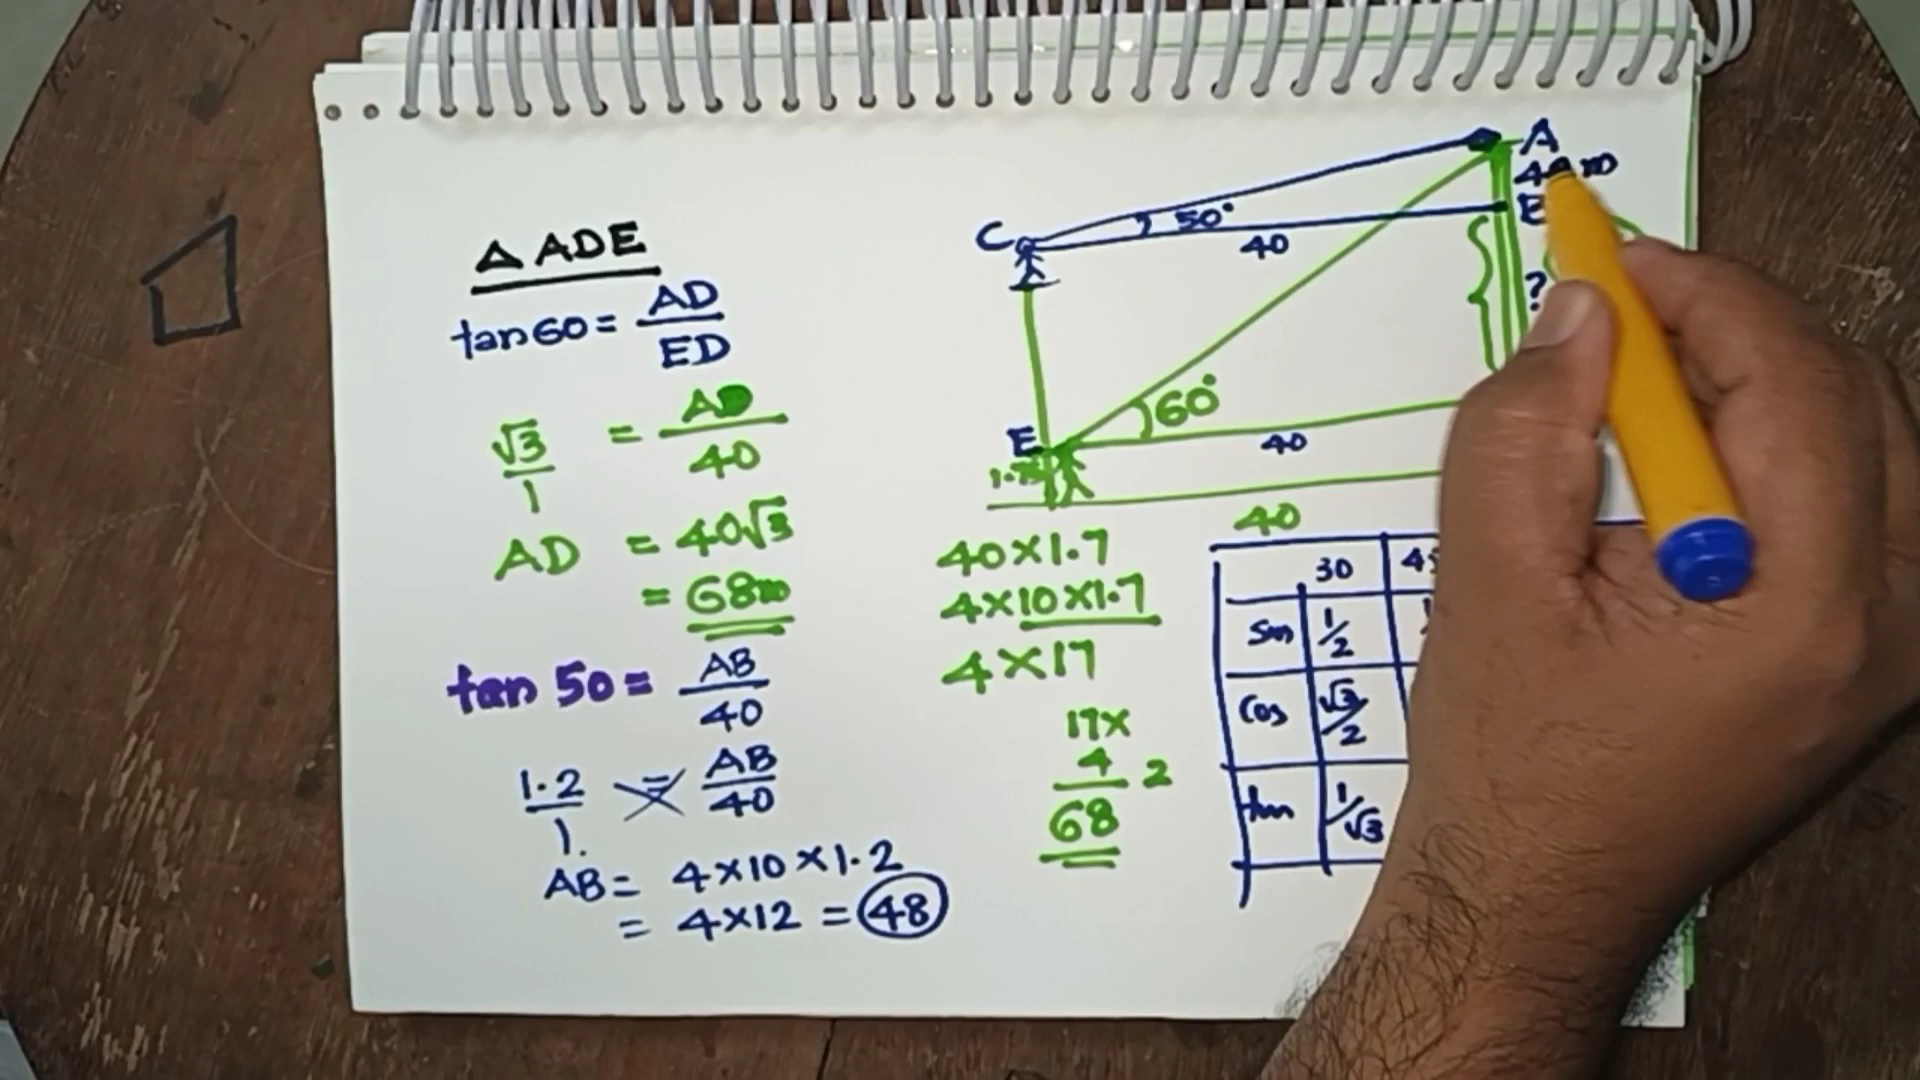 △ ADE
tan60 = AD/ED
√3/1 = AD/40
AD = 40√3
= 68m
tan 50 = AB/40
1.2/1. = AB/40
AB = 4×10×1.2
= 4×12 = 48
A
C
50°
40
?
60°
E
40
40
40×1.7
4×10×1.7
4×17
17×
4 2
68
30
Sin 1/2
Cos √3/2
tan 1/√3